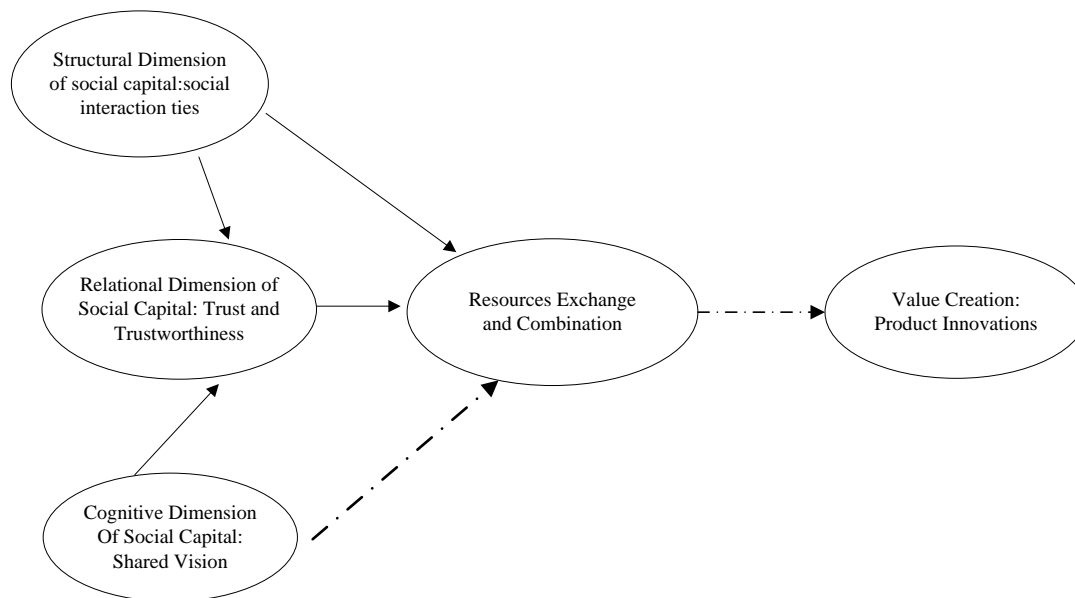 Structural Dimension
of social capital:social
interaction ties
Relational Dimension of
Social Capital: Trust and
Trustworthiness
Resources Exchange
and Combination
Value Creation:
Product Innovations
Cognitive Dimension
Of Social Capital:
Shared Vision